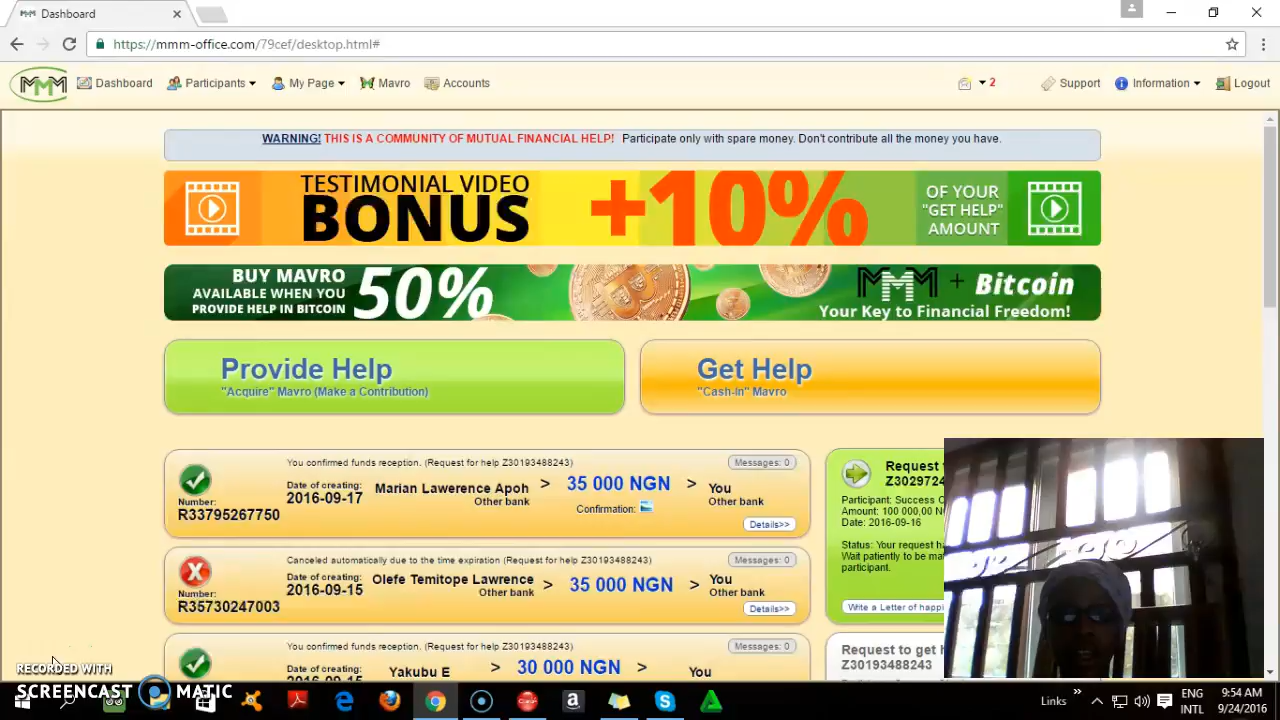 Dashboard
https://mmm-office.com/79cef/desktop.html#
MMM Dashboard Participants My Page Mavro Accounts 2 Support Information Logout
WARNING! THIS IS A COMMUNITY OF MUTUAL FINANCIAL HELP! Participate only with spare money. Don't contribute all the money you have.
TESTIMONIAL VIDEO
BONUS
+10%
OF YOUR
"GET HELP"
AMOUNT
BUY MAVRO
AVAILABLE WHEN YOU
PROVIDE HELP IN BITCOIN
50%
MMM + Bitcoin
Your Key to Financial Freedom!
Provide Help
"Acquire" Mavro (Make a Contribution)
Get Help
"Cash-in" Mavro
You confirmed funds reception. (Request for help Z30193488243)
Messages: 0
Number:
R33795267750
Date of creating:
2016-09-17
Marian Lawerence Apoh
Other bank
>
35 000 NGN
Confirmation:
>
You
Other bank
Details>>
Canceled automatically due to the time expiration (Request for help Z30193488243)
Messages: 0
Number:
R35730247003
Date of creating:
2016-09-15
Olefe Temitope Lawrence
Other bank
>
35 000 NGN
>
You
Other bank
Details>>
You confirmed funds reception. (Request for help Z30193488243)
Messages: 0
Date of creating:
Yakubu E
>
30 000 NGN
>
You
Request
Z302972
Participant: Success
Amount: 100 000,00
Date: 2016-09-16
Status: Your request
Wait patiently to be
participant.
Write a Letter of
Request to get
Z30193488243
RECORDED WITH
SCREENCAST MATIC
Links
ENG
INTL
9:54 AM
9/24/2016